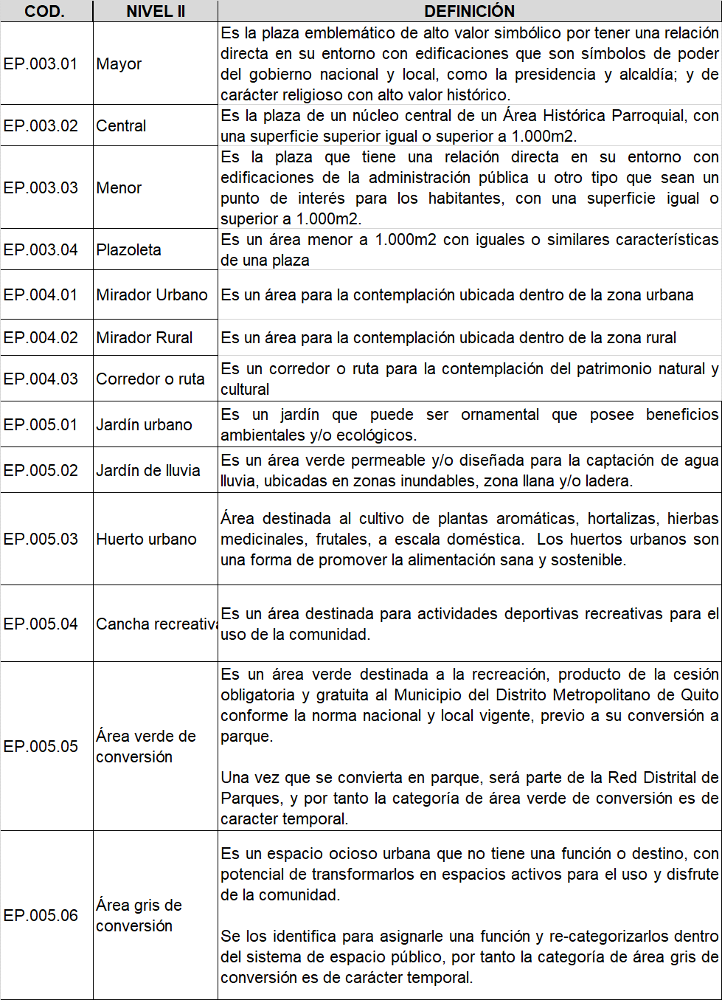 COD. NIVEL II DEFINICIÓN
EP.003.01 Mayor Es la plaza emblemático de alto valor simbólico por tener una relación
directa en su entorno con edificaciones que son símbolos de poder
del gobierno nacional y local, como la presidencia y alcaldía; y de
carácter religioso con alto valor histórico.
EP.003.02 Central Es la plaza de un núcleo central de un Área Histórica Parroquial, con
una superficie superior igual o superior a 1.000m2.
EP.003.03 Menor Es la plaza que tiene una relación directa en su entorno con
edificaciones de la administración pública u otro tipo que sean un
punto de interés para los habitantes, con una superficie igual o
superior a 1.000m2.
EP.003.04 Plazoleta Es un área menor a 1.000m2 con iguales o similares características
de una plaza
EP.004.01 Mirador Urbano Es un área para la contemplación ubicada dentro de la zona urbana
EP.004.02 Mirador Rural Es un área para la contemplación ubicada dentro de la zona rural
EP.004.03 Corredor o ruta Es un corredor o ruta para la contemplación del patrimonio natural y
cultural
EP.005.01 Jardín urbano Es un jardín que puede ser ornamental que posee beneficios
ambientales y/o ecológicos.
EP.005.02 Jardín de lluvia Es un área verde permeable y/o diseñada para la captación de agua
lluvia, ubicadas en zonas inundables, zona llana y/o ladera.
EP.005.03 Huerto urbano Área destinada al cultivo de plantas aromáticas, hortalizas, hierbas
medicinales, frutales, a escala doméstica. Los huertos urbanos son
una forma de promover la alimentación sana y sostenible.
EP.005.04 Cancha recreativa Es un área destinada para actividades deportivas recreativas para el
uso de la comunidad.
EP.005.05 Área verde de
conversión Es un área verde destinada a la recreación, producto de la cesión
obligatoria y gratuita al Municipio del Distrito Metropolitano de Quito
conforme la norma nacional y local vigente, previo a su conversión a
parque.
Una vez que se convierta en parque, será parte de la Red Distrital de
Parques, y por tanto la categoría de área verde de conversión es de
caracter temporal.
EP.005.06 Área gris de
conversión Es un espacio ocioso urbana que no tiene una función o destino, con
potencial de transformarlos en espacios activos para el uso y disfrute
de la comunidad.
Se los identifica para asignarle una función y re-categorizarlos dentro
del sistema de espacio público, por tanto la categoría de área gris de
conversión es de carácter temporal.